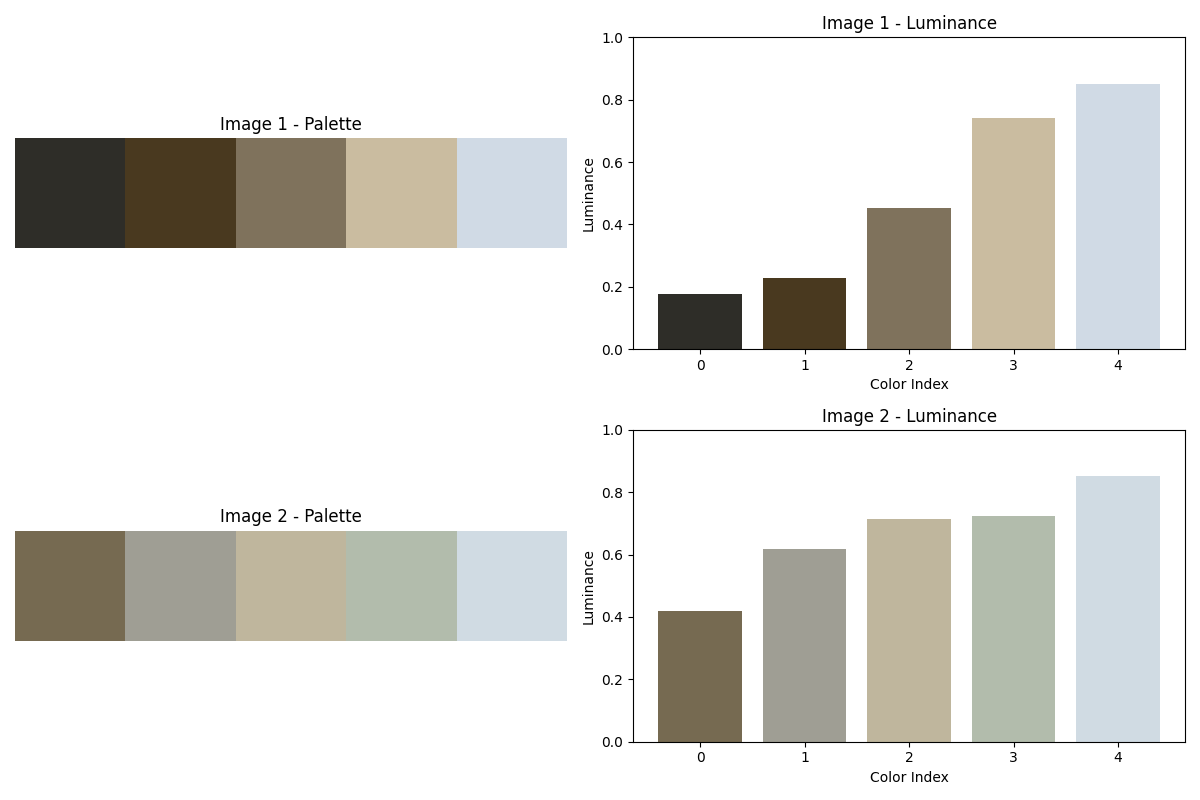 Image 1 - Palette
Image 1 - Luminance
Luminance
1.0
0.8
0.6
0.4
0.2
0.0
0 1 2 3 4
Color Index
Image 2 - Palette
Image 2 - Luminance
Luminance
1.0
0.8
0.6
0.4
0.2
0.0
0 1 2 3 4
Color Index